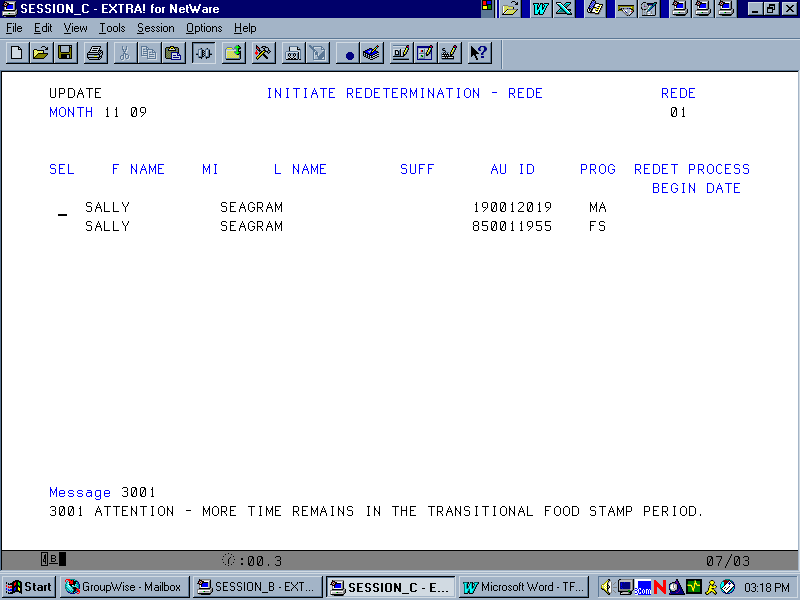 SESSION_C - EXTRA! for NetWare
File Edit View Tools Session Options Help
UPDATE INITIATE REDETERMINATION - REDE REDE
MONTH 11 09 01
SEL F NAME MI L NAME SUFF AU ID PROG REDET PROCESS
BEGIN DATE
_ SALLY SEAGRAM 190012019 MA
SALLY SEAGRAM 850011955 FS
Message 3001
3001 ATTENTION - MORE TIME REMAINS IN THE TRANSITIONAL FOOD STAMP PERIOD.
:00.3 07/03
Start GroupWise - Mailbox SESSION_B - EXT... SESSION_C - E... Microsoft Word - TF... 03:18 PM